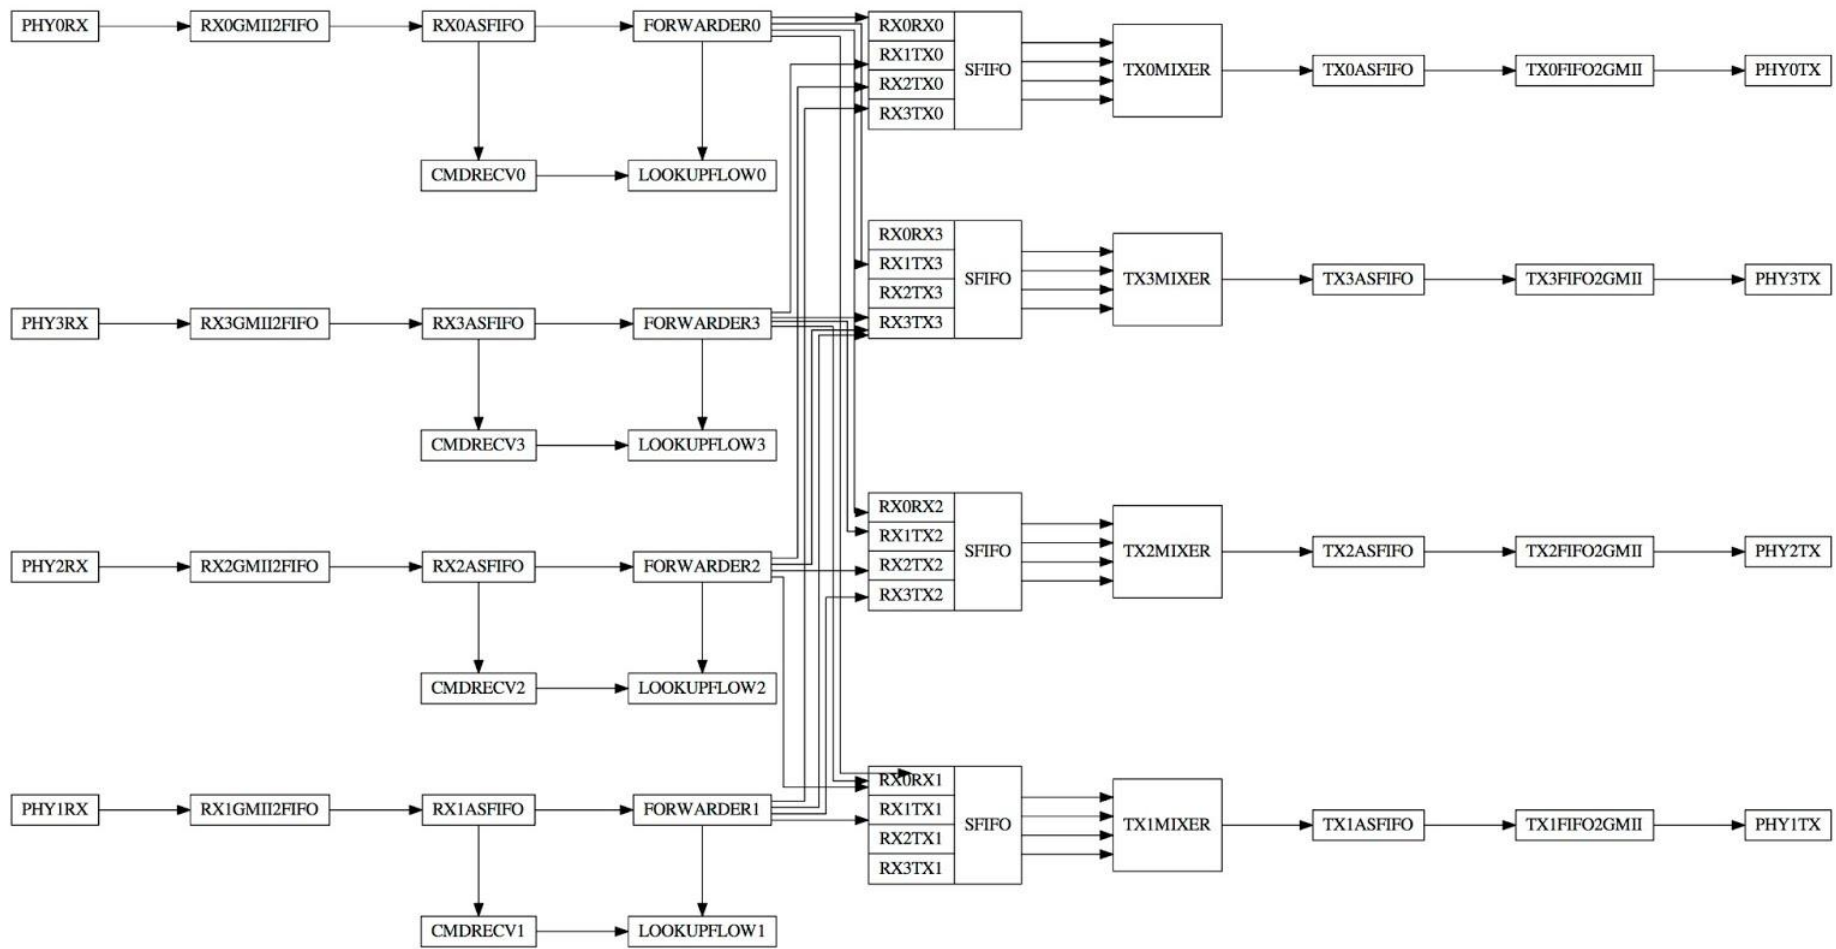 PHY0RX
RX0GMII2FIFO
RX0ASFIFO
FORWARDER0
RX0RX0
RX1TX0
RX2TX0
RX3TX0
SFIFO
TX0MIXER
TX0ASFIFO
TX0FIFO2GMII
PHY0TX
CMDRECV0
LOOKUPFLOW0
RX0RX3
RX1TX3
RX2TX3
RX3TX3
SFIFO
TX3MIXER
TX3ASFIFO
TX3FIFO2GMII
PHY3TX
PHY3RX
RX3GMII2FIFO
RX3ASFIFO
FORWARDER3
CMDRECV3
LOOKUPFLOW3
RX0RX2
RX1TX2
RX2TX2
RX3TX2
SFIFO
TX2MIXER
TX2ASFIFO
TX2FIFO2GMII
PHY2TX
PHY2RX
RX2GMII2FIFO
RX2ASFIFO
FORWARDER2
CMDRECV2
LOOKUPFLOW2
RX0RX1
RX1TX1
RX2TX1
RX3TX1
SFIFO
TX1MIXER
TX1ASFIFO
TX1FIFO2GMII
PHY1TX
PHY1RX
RX1GMII2FIFO
RX1ASFIFO
FORWARDER1
CMDRECV1
LOOKUPFLOW1